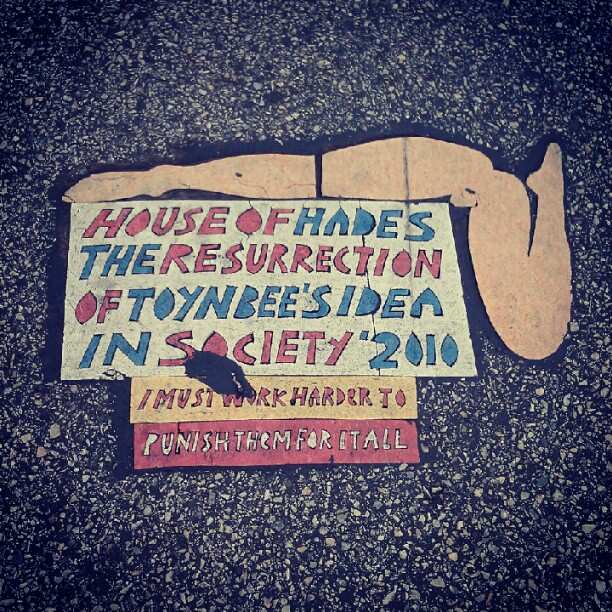 HOUSE OF HADES
THE RESURRECTION
OF TOYNBEE'S IDEA
IN SOCIETY '2010
I MUST WORK HARDER TO
PUNISH THEM FOR IT ALL